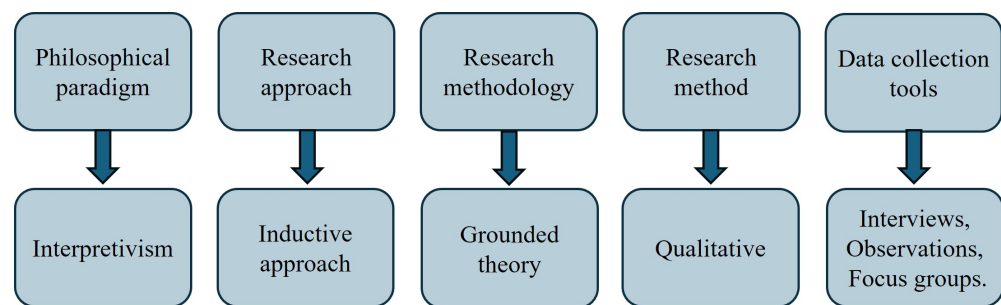 Philosophical
paradigm
Research
approach
Research
methodology
Research
method
Data collection
tools
Interpretivism
Inductive
approach
Grounded
theory
Qualitative
Interviews,
Observations,
Focus groups.